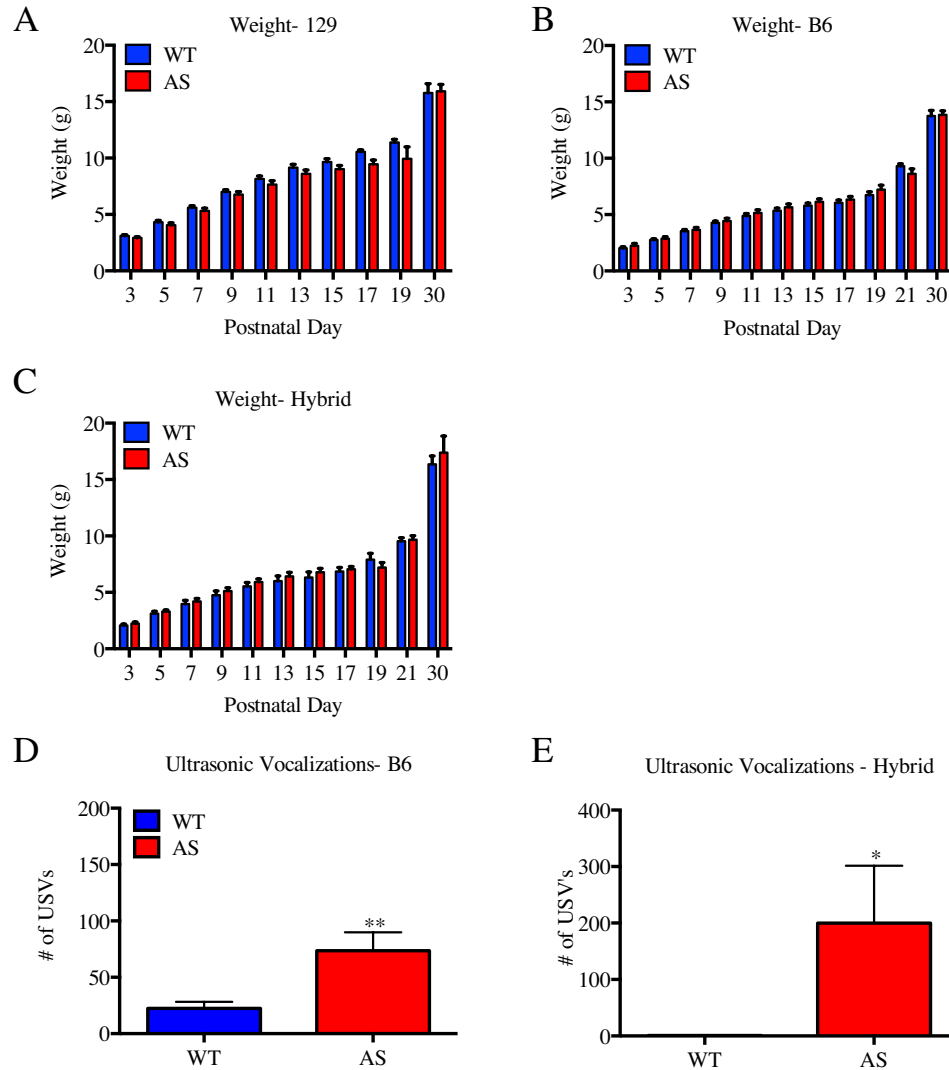 A
Weight- 129
WT
AS
20
15
10
5
0
Weight (g)
3 5 7 9 11 13 15 17 19 30
Postnatal Day
B
Weight- B6
WT
AS
20
15
10
5
0
Weight (g)
3 5 7 9 11 13 15 17 19 21 30
Postnatal Day
C
Weight- Hybrid
WT
AS
20
15
10
5
0
Weight (g)
3 5 7 9 11 13 15 17 19 21 30
Postnatal Day
D
Ultrasonic Vocalizations- B6
WT
AS
200
150
100
50
0
# of USVs
**
WT AS
E
Ultrasonic Vocalizations - Hybrid
400
300
200
100
0
# of USV's
*
WT AS